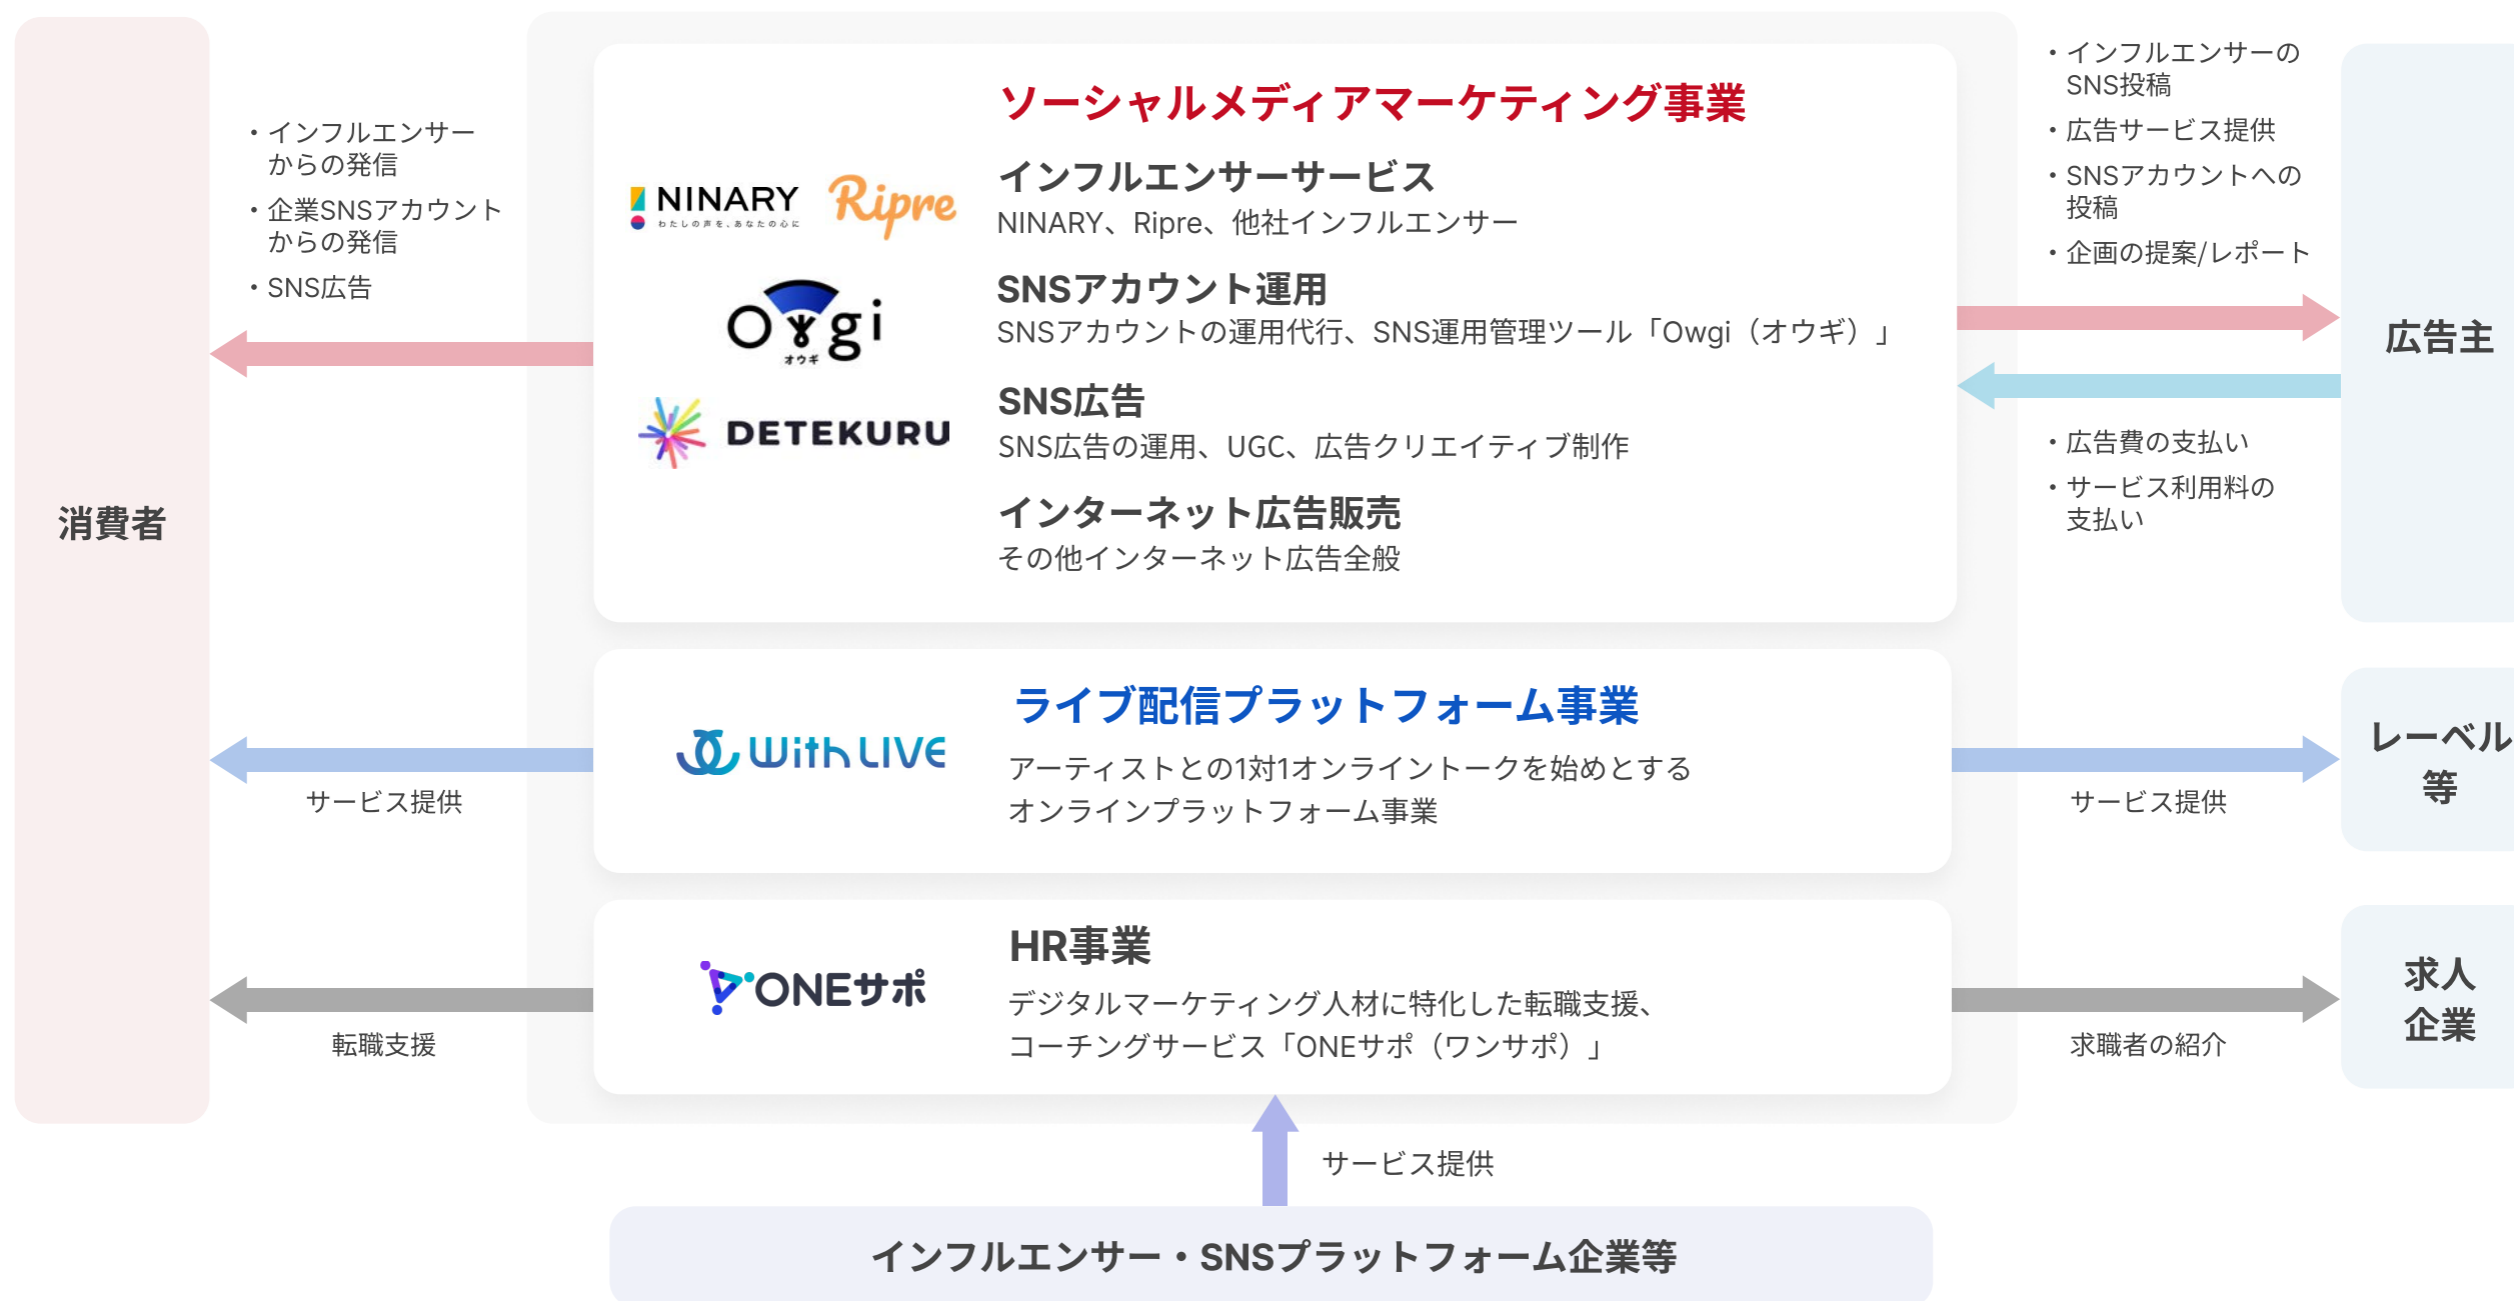 消費者
・インフルエンサー
からの発信
・企業SNSアカウント
からの発信
・SNS広告
サービス提供
転職支援
ソーシャルメディアマーケティング事業
NINARY
わたしの声を、あなたの心に
Ripre
インフルエンサーサービス
NINARY、Ripre、他社インフルエンサー
Owgi
オウギ
SNSアカウント運用
SNSアカウントの運用代行、SNS運用管理ツール「Owgi（オウギ）」
DETEKURU
SNS広告
SNS広告の運用、UGC、広告クリエイティブ制作
インターネット広告販売
その他インターネット広告全般
ライブ配信プラットフォーム事業
WithLIVE
アーティストとの1対1オンライントークを始めとする
オンラインプラットフォーム事業
HR事業
ONEサポ
デジタルマーケティング人材に特化した転職支援、
コーチングサービス「ONEサポ（ワンサポ）」
・インフルエンサーの
SNS投稿
・広告サービス提供
・SNSアカウントへの
投稿
・企画の提案/レポート
・広告費の支払い
・サービス利用料の
支払い
広告主
サービス提供
レーベル
等
求職者の紹介
求人
企業
サービス提供
インフルエンサー・SNSプラットフォーム企業等